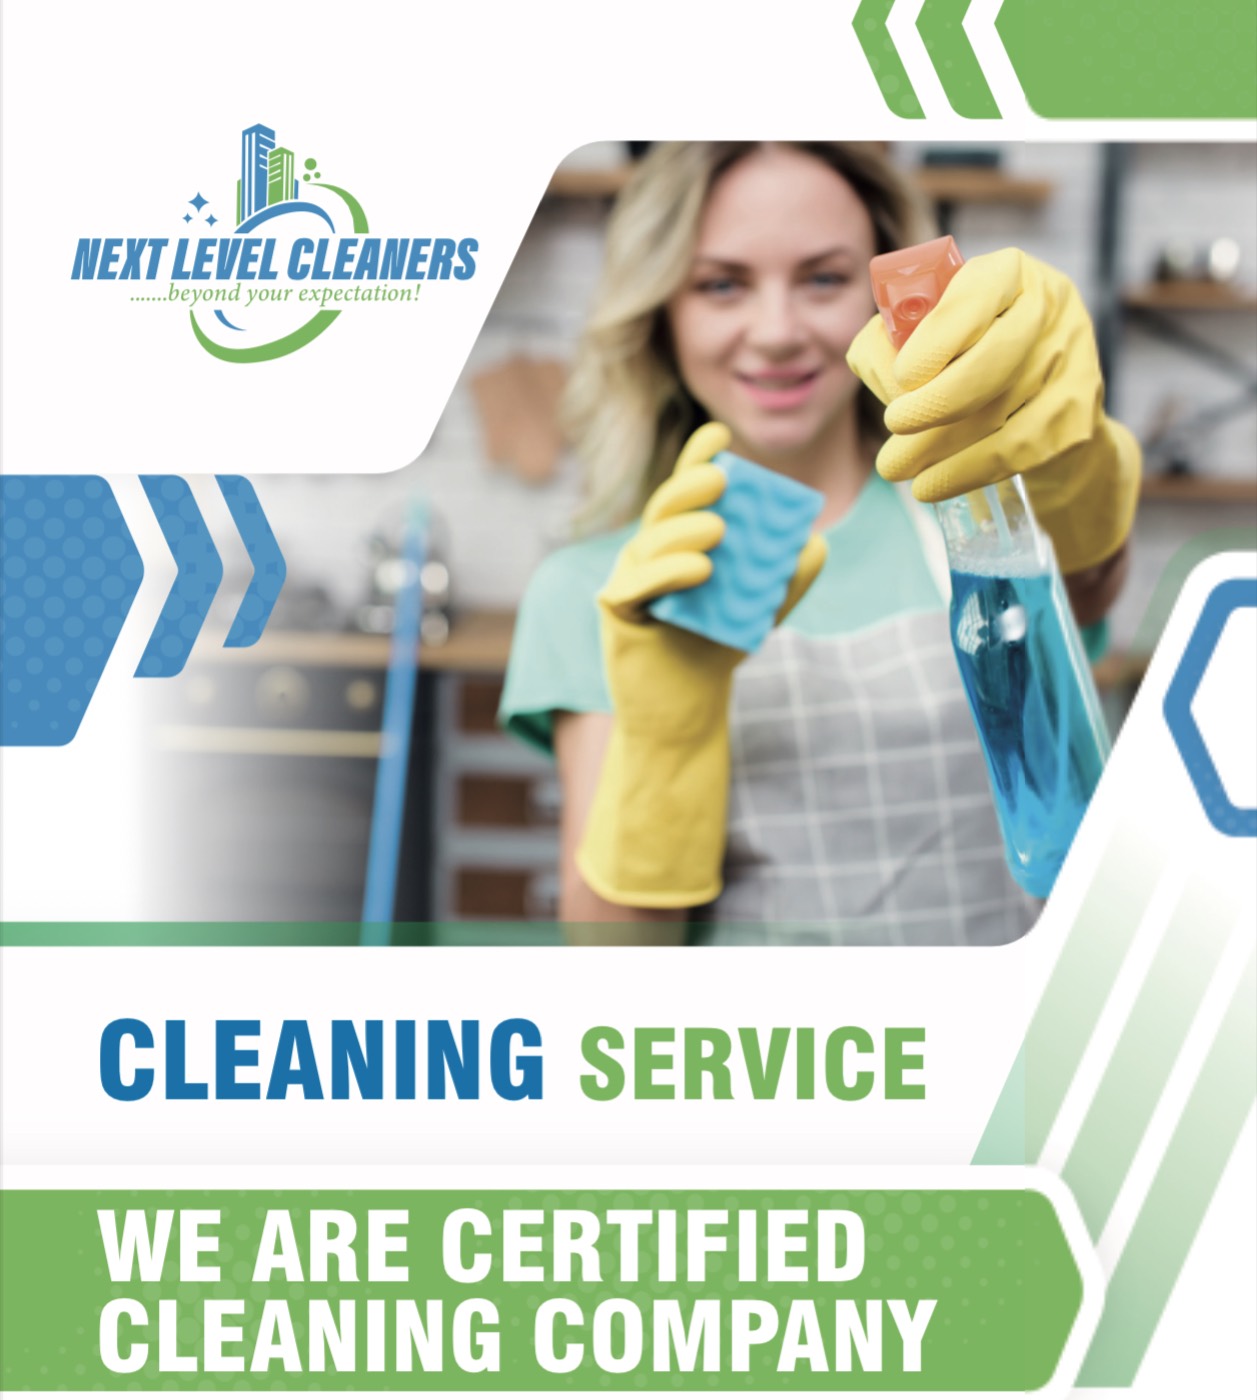 NEXT LEVEL CLEANERS
.......beyond your expectation!
CLEANING SERVICE
WE ARE CERTIFIED
CLEANING COMPANY